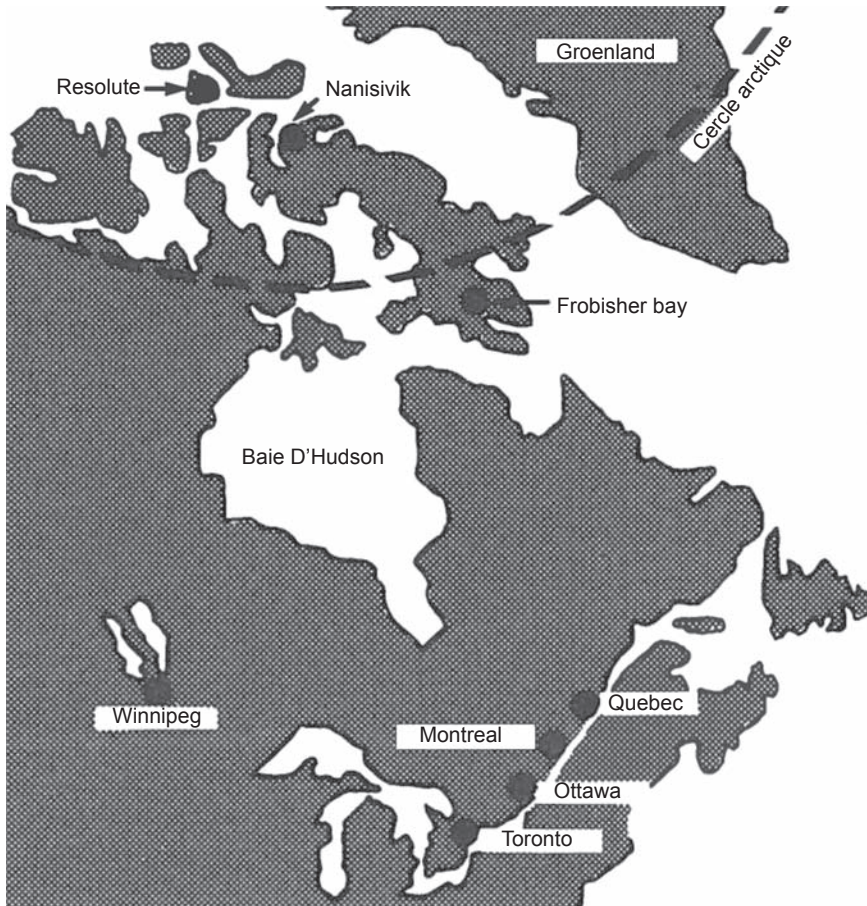 Groenland
Cercle arctique
Resolute
Nanisivik
Frobisher bay
Baie D'Hudson
Winnipeg
Quebec
Montreal
Ottawa
Toronto